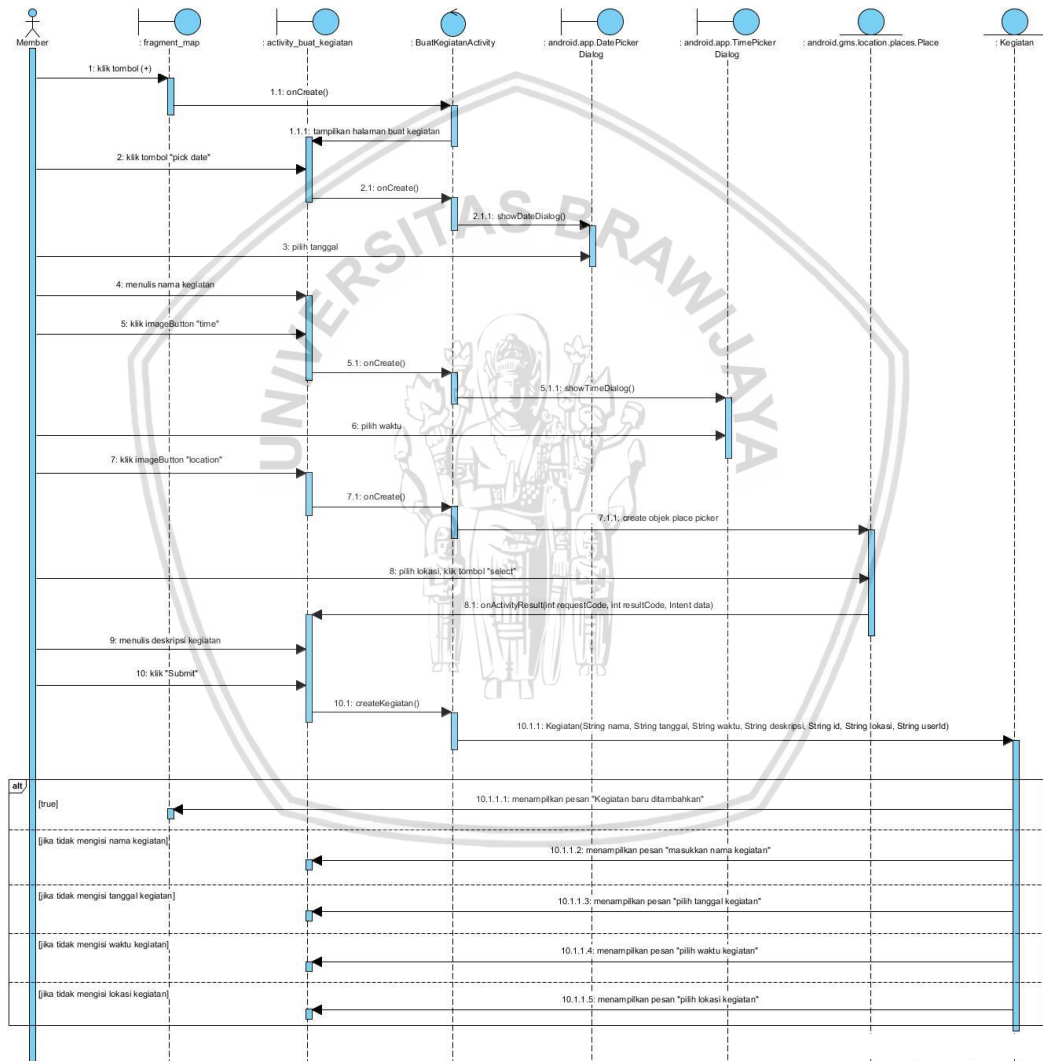 Member
: fragment_map
: activity_buat_kegiatan
: BuatKegiatanActivity
: android.app.DatePicker
Dialog
: android.app.TimePicker
Dialog
: android.gms.location.places.Place
: Kegiatan
1: klik tombol (+)
1.1: onCreate()
1.1.1: tampilkan halaman buat kegiatan
2: klik tombol "pick date"
2.1: onCreate()
2.1.1: showDateDialog()
3: pilih tanggal
4: menulis nama kegiatan
5: klik imageButton "time"
5.1: onCreate()
5.1.1: showTimeDialog()
6: pilih waktu
7: klik imageButton "location"
7.1: onCreate()
7.1.1: create objek place picker
8: pilih lokasi, klik tombol "select"
8.1: onActivityResult(int requestCode, int resultCode, Intent data)
9: menulis deskripsi kegiatan
10: klik "Submit"
10.1: createKegiatan()
10.1.1: Kegiatan(String nama, String tanggal, String waktu, String deskripsi, String id, String lokasi, String userId)
alt
[true]
10.1.1.1: menampilkan pesan "Kegiatan baru ditambahkan"
[jika tidak mengisi nama kegiatan]
10.1.1.2: menampilkan pesan "masukkan nama kegiatan"
[jika tidak mengisi tanggal kegiatan]
10.1.1.3: menampilkan pesan "pilih tanggal kegiatan"
[jika tidak mengisi waktu kegiatan]
10.1.1.4: menampilkan pesan "pilih waktu kegiatan"
[jika tidak mengisi lokasi kegiatan]
10.1.1.5: menampilkan pesan "pilih lokasi kegiatan"
UNIVERSITAS BRAWIJAYA